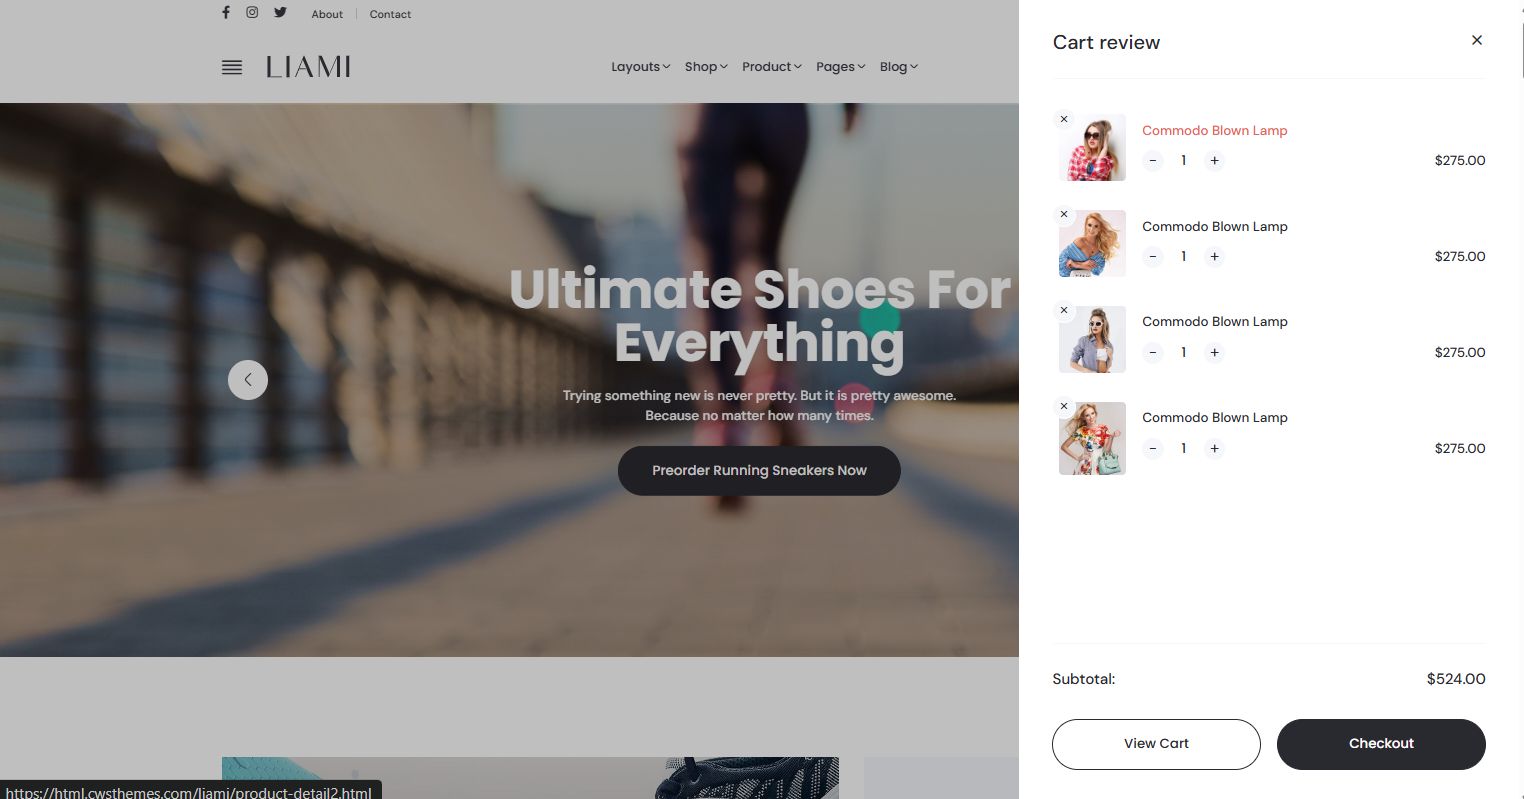 About
Contact
LIAMI
Layouts
Shop
Product
Pages
Blog
Ultimate Shoes For
Everything
Trying something new is never pretty. But it is pretty awesome.
Because no matter how many times.
Preorder Running Sneakers Now
https://html.cwsthemes.com/liami/product-detail2.html
Cart review
Commodo Blown Lamp
- 1 + $275.00
Commodo Blown Lamp
- 1 + $275.00
Commodo Blown Lamp
- 1 + $275.00
Commodo Blown Lamp
- 1 + $275.00
Subtotal: $524.00
View Cart
Checkout